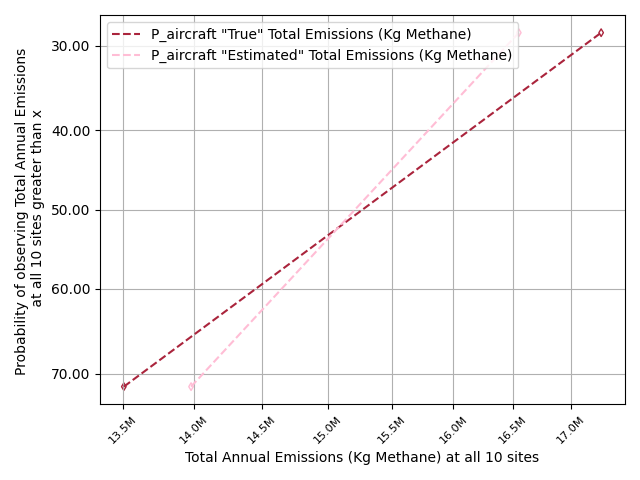 P_aircraft "True" Total Emissions (Kg Methane)
P_aircraft "Estimated" Total Emissions (Kg Methane)
Probability of observing Total Annual Emissions
at all 10 sites greater than x
30.00
40.00
50.00
60.00
70.00
13.5M
14.0M
14.5M
15.0M
15.5M
16.0M
16.5M
17.0M
Total Annual Emissions (Kg Methane) at all 10 sites